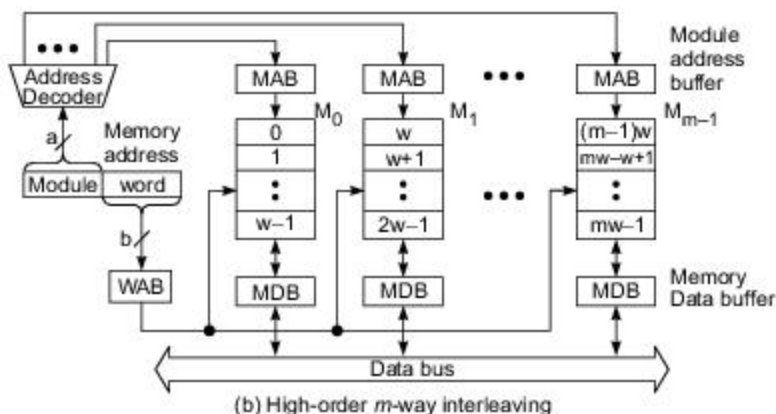 Module
address
buffer
Address
Decoder
MAB
MAB
MAB
M0
M1
Mm–1
a
Memory
address
Module
word
0
1
w–1
w
w+1
2w–1
(m–1)w
mw–w+1
mw–1
b
WAB
MDB
MDB
MDB
Memory
Data buffer
Data bus
(b) High-order m-way interleaving